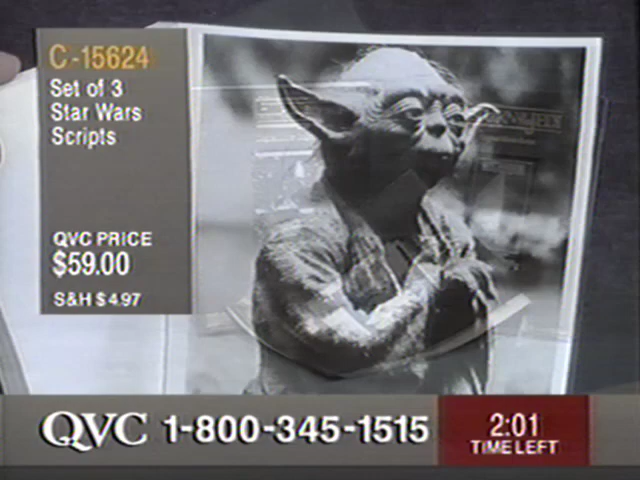 C-15624
Set of 3
Star Wars
Scripts
QVC PRICE
$59.00
S&H $4.97
QVC 1-800-345-1515
2:01
TIME LEFT